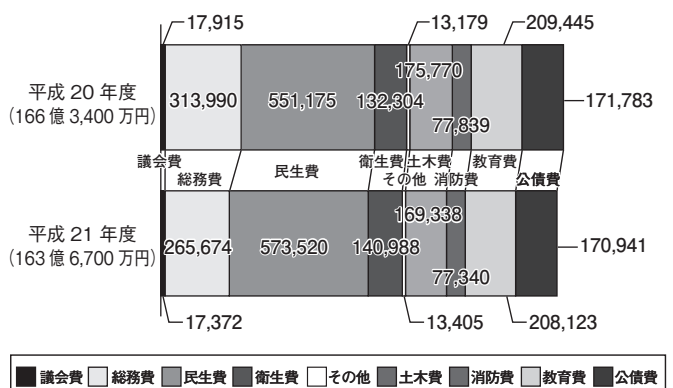 17,915
13,179
209,445
平成 20 年度
(166 億 3,400 万円)
313,990
551,175
132,304
175,770
77,839
171,783
議会費
総務費
民生費
衛生費
その他
土木費
消防費
教育費
公債費
平成 21 年度
(163 億 6,700 万円)
265,674
573,520
140,988
169,338
77,340
170,941
17,372
13,405
208,123
議会費 総務費 民生費 衛生費 その他 土木費 消防費 教育費 公債費